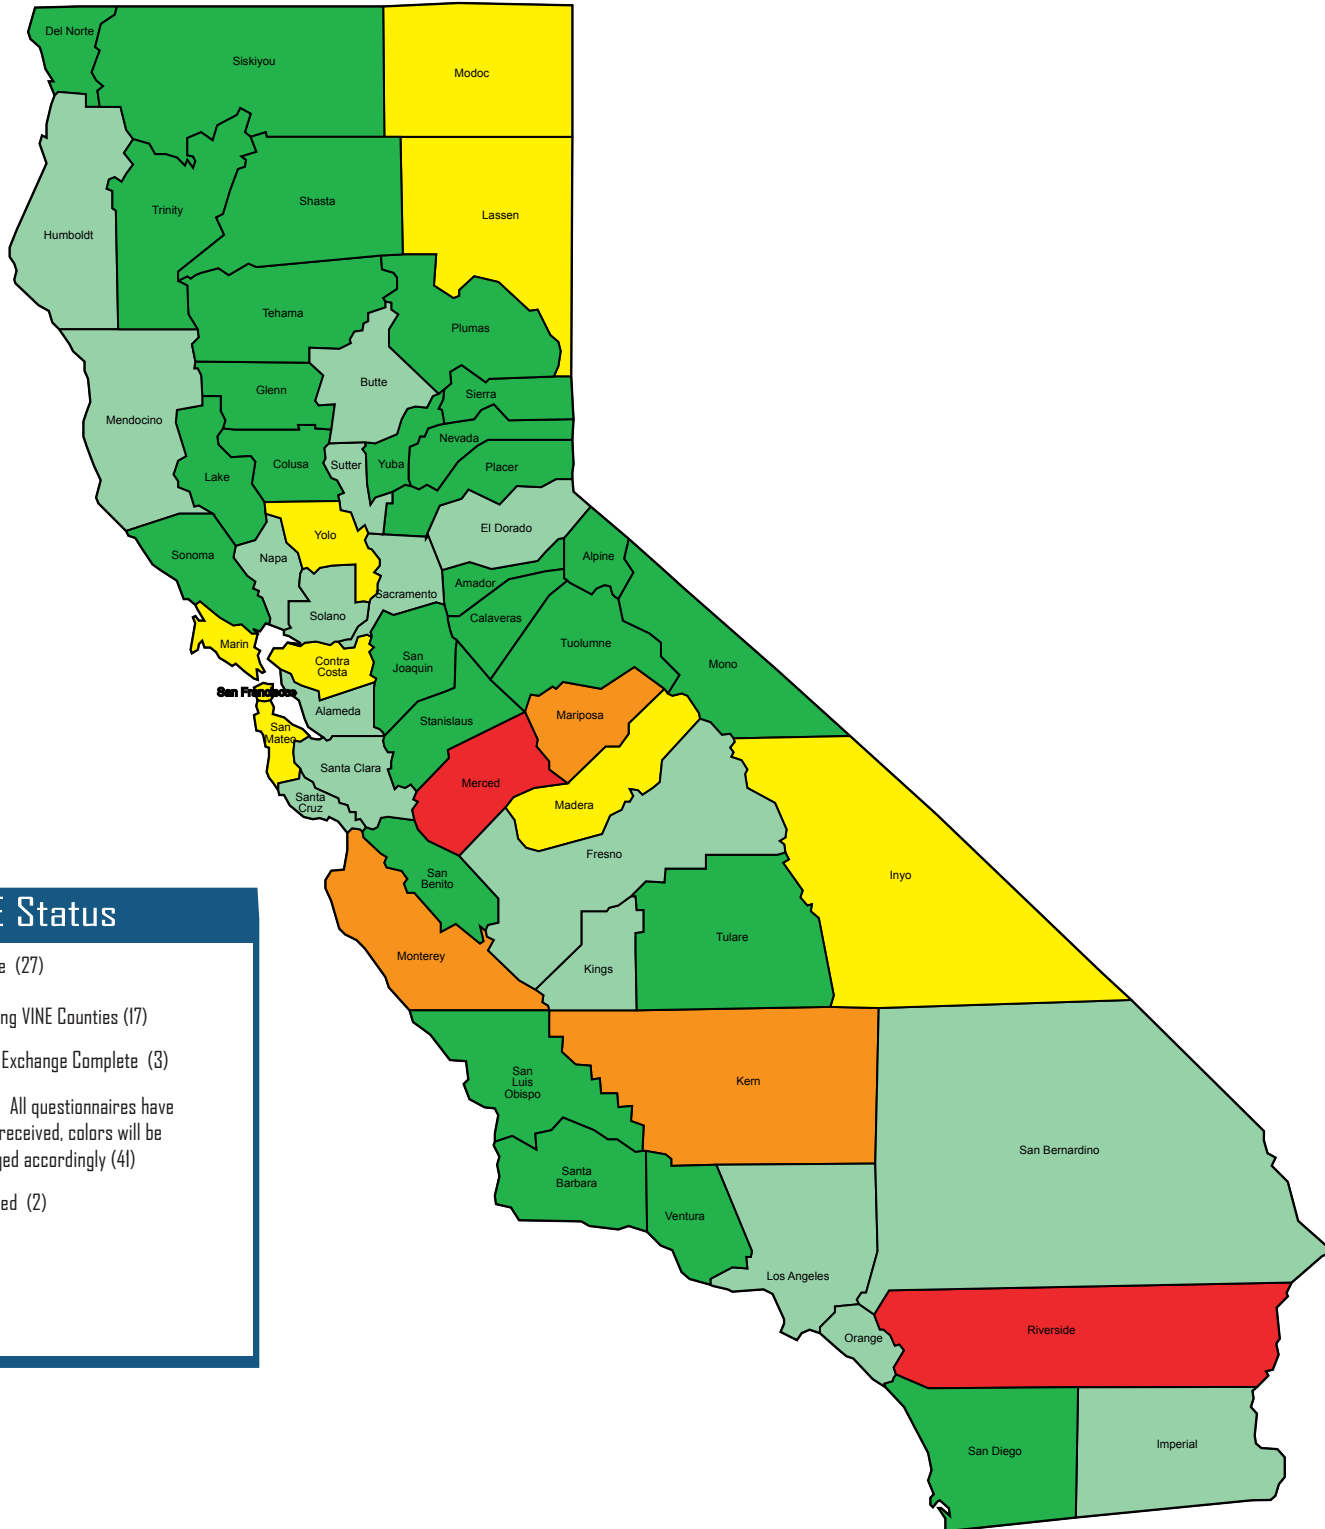 Del Norte
Siskiyou
Modoc
Humboldt
Trinity
Shasta
Lassen
Tehama
Plumas
Mendocino
Glenn
Butte
Sierra
Lake
Colusa
Sutter
Yuba
Nevada
Placer
El Dorado
Sonoma
Napa
Yolo
Sacramento
Solano
Amador
Alpine
Calaveras
Tuolumne
Mono
Marin
Contra
Costa
San
Joaquin
San Francisco
Alameda
Stanislaus
Mariposa
San
Mateo
Santa Clara
Merced
Madera
Santa
Cruz
Fresno
Inyo
San
Benito
Monterey
Kings
Tulare
San
Luis
Obispo
Kern
San Bernardino
Santa
Barbara
Ventura
Los Angeles
Orange
Riverside
San Diego
Imperial
E Status
e (27)
ng VINE Counties (17)
Exchange Complete (3)
All questionnaires have
received, colors will be
ged accordingly (41)
ed (2)